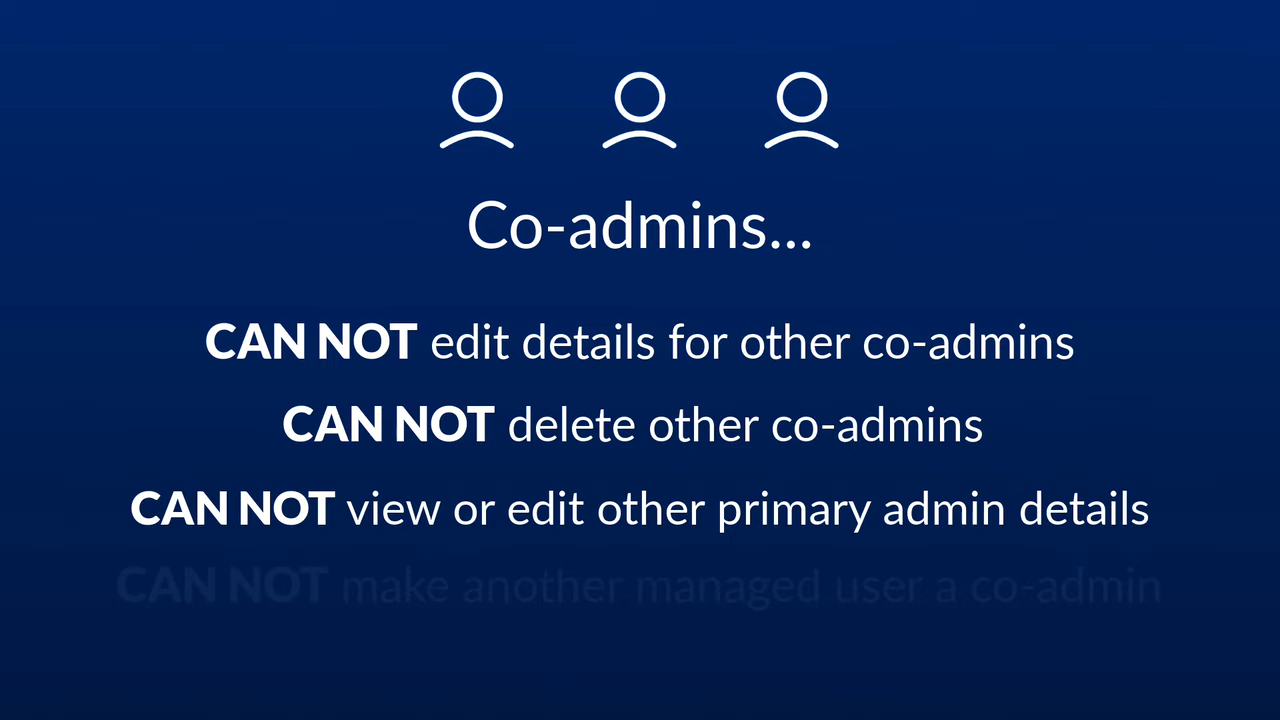 Co-admins...
CAN NOT edit details for other co-admins
CAN NOT delete other co-admins
CAN NOT view or edit other primary admin details
CAN NOT make another managed user a co-admin